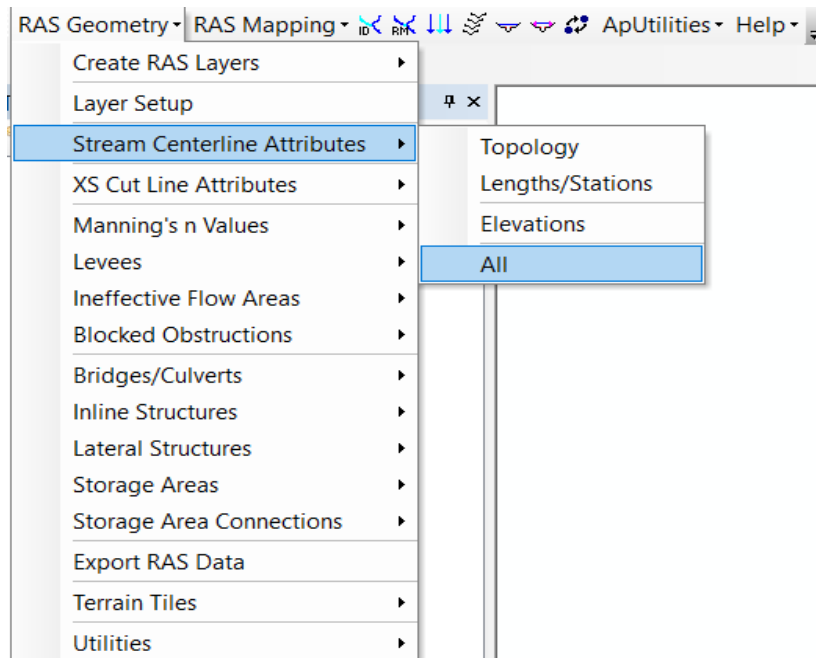 RAS Geometry RAS Mapping ID RM ApUtilities Help
Create RAS Layers
Layer Setup
Stream Centerline Attributes
Topology
XS Cut Line Attributes
Lengths/Stations
Manning's n Values
Elevations
Levees
All
Ineffective Flow Areas
Blocked Obstructions
Bridges/Culverts
Inline Structures
Lateral Structures
Storage Areas
Storage Area Connections
Export RAS Data
Terrain Tiles
Utilities